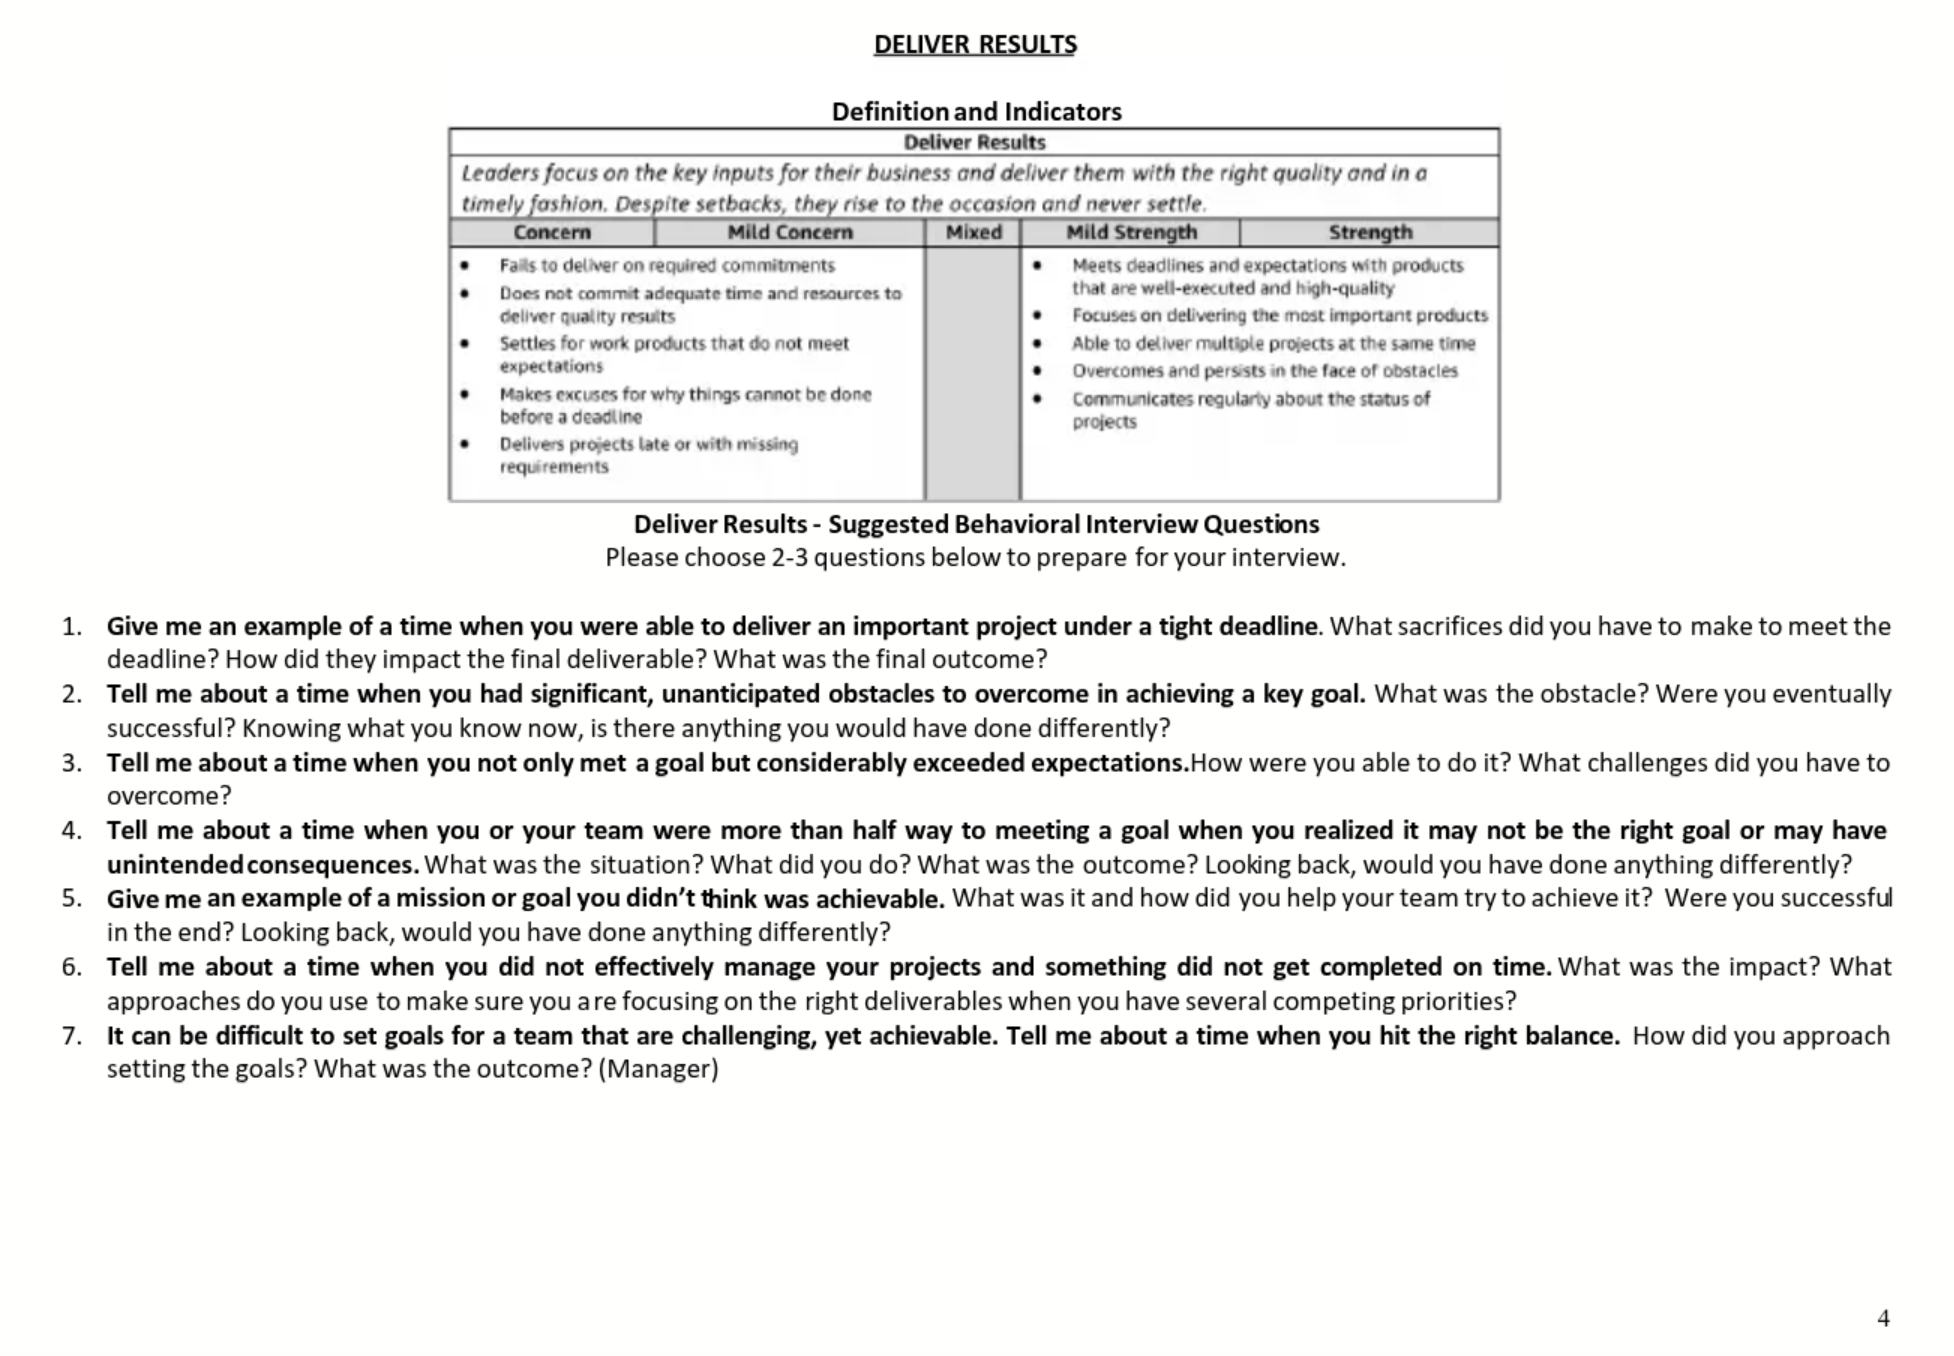 DELIVER RESULTS
Definition and Indicators
Deliver Results
Leaders focus on the key inputs for their business and deliver them with the right quality and in a
timely fashion. Despite setbacks, they rise to the occasion and never settle.
Concern Mild Concern Mixed Mild Strength Strength
• Fails to deliver on required commitments
• Does not commit adequate time and resources to
deliver quality results
• Settles for work products that do not meet
expectations
• Makes excuses for why things cannot be done
before a deadline
• Delivers projects late or with missing
requirements
• Meets deadlines and expectations with products
that are well-executed and high-quality
• Focuses on delivering the most important products
• Able to deliver multiple projects at the same time
• Overcomes and persists in the face of obstacles
• Communicates regularly about the status of
projects
Deliver Results - Suggested Behavioral Interview Questions
Please choose 2-3 questions below to prepare for your interview.
1. Give me an example of a time when you were able to deliver an important project under a tight deadline. What sacrifices did you have to make to meet the
deadline? How did they impact the final deliverable? What was the final outcome?
2. Tell me about a time when you had significant, unanticipated obstacles to overcome in achieving a key goal. What was the obstacle? Were you eventually
successful? Knowing what you know now, is there anything you would have done differently?
3. Tell me about a time when you not only met a goal but considerably exceeded expectations.How were you able to do it? What challenges did you have to
overcome?
4. Tell me about a time when you or your team were more than half way to meeting a goal when you realized it may not be the right goal or may have
unintended consequences. What was the situation? What did you do? What was the outcome? Looking back, would you have done anything differently?
5. Give me an example of a mission or goal you didn’t think was achievable. What was it and how did you help your team try to achieve it? Were you successful
in the end? Looking back, would you have done anything differently?
6. Tell me about a time when you did not effectively manage your projects and something did not get completed on time. What was the impact? What
approaches do you use to make sure you are focusing on the right deliverables when you have several competing priorities?
7. It can be difficult to set goals for a team that are challenging, yet achievable. Tell me about a time when you hit the right balance. How did you approach
setting the goals? What was the outcome? (Manager)
4